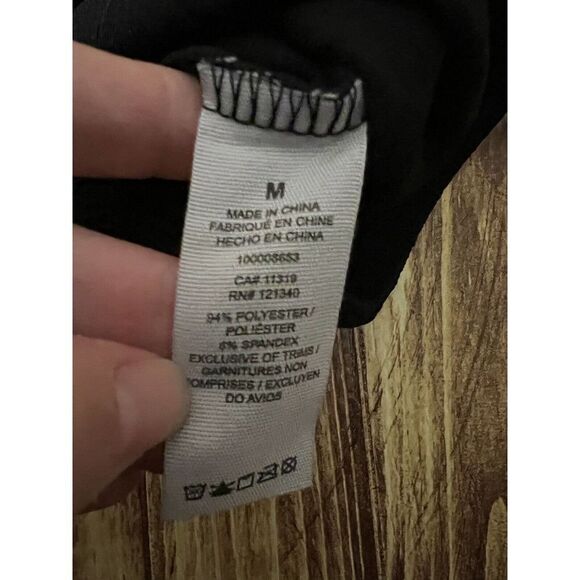 M
MADE IN CHINA
FABRIQUÉ EN CHINE
HECHO EN CHINA
100008653
CA# 11319
RN# 121340
94% POLYESTER /
POLIÉSTER
6% SPANDEX
EXCLUSIVE OF TRIMS /
GARNITURES NON
COMPRISES / EXCLUYEN
DO AVIOS